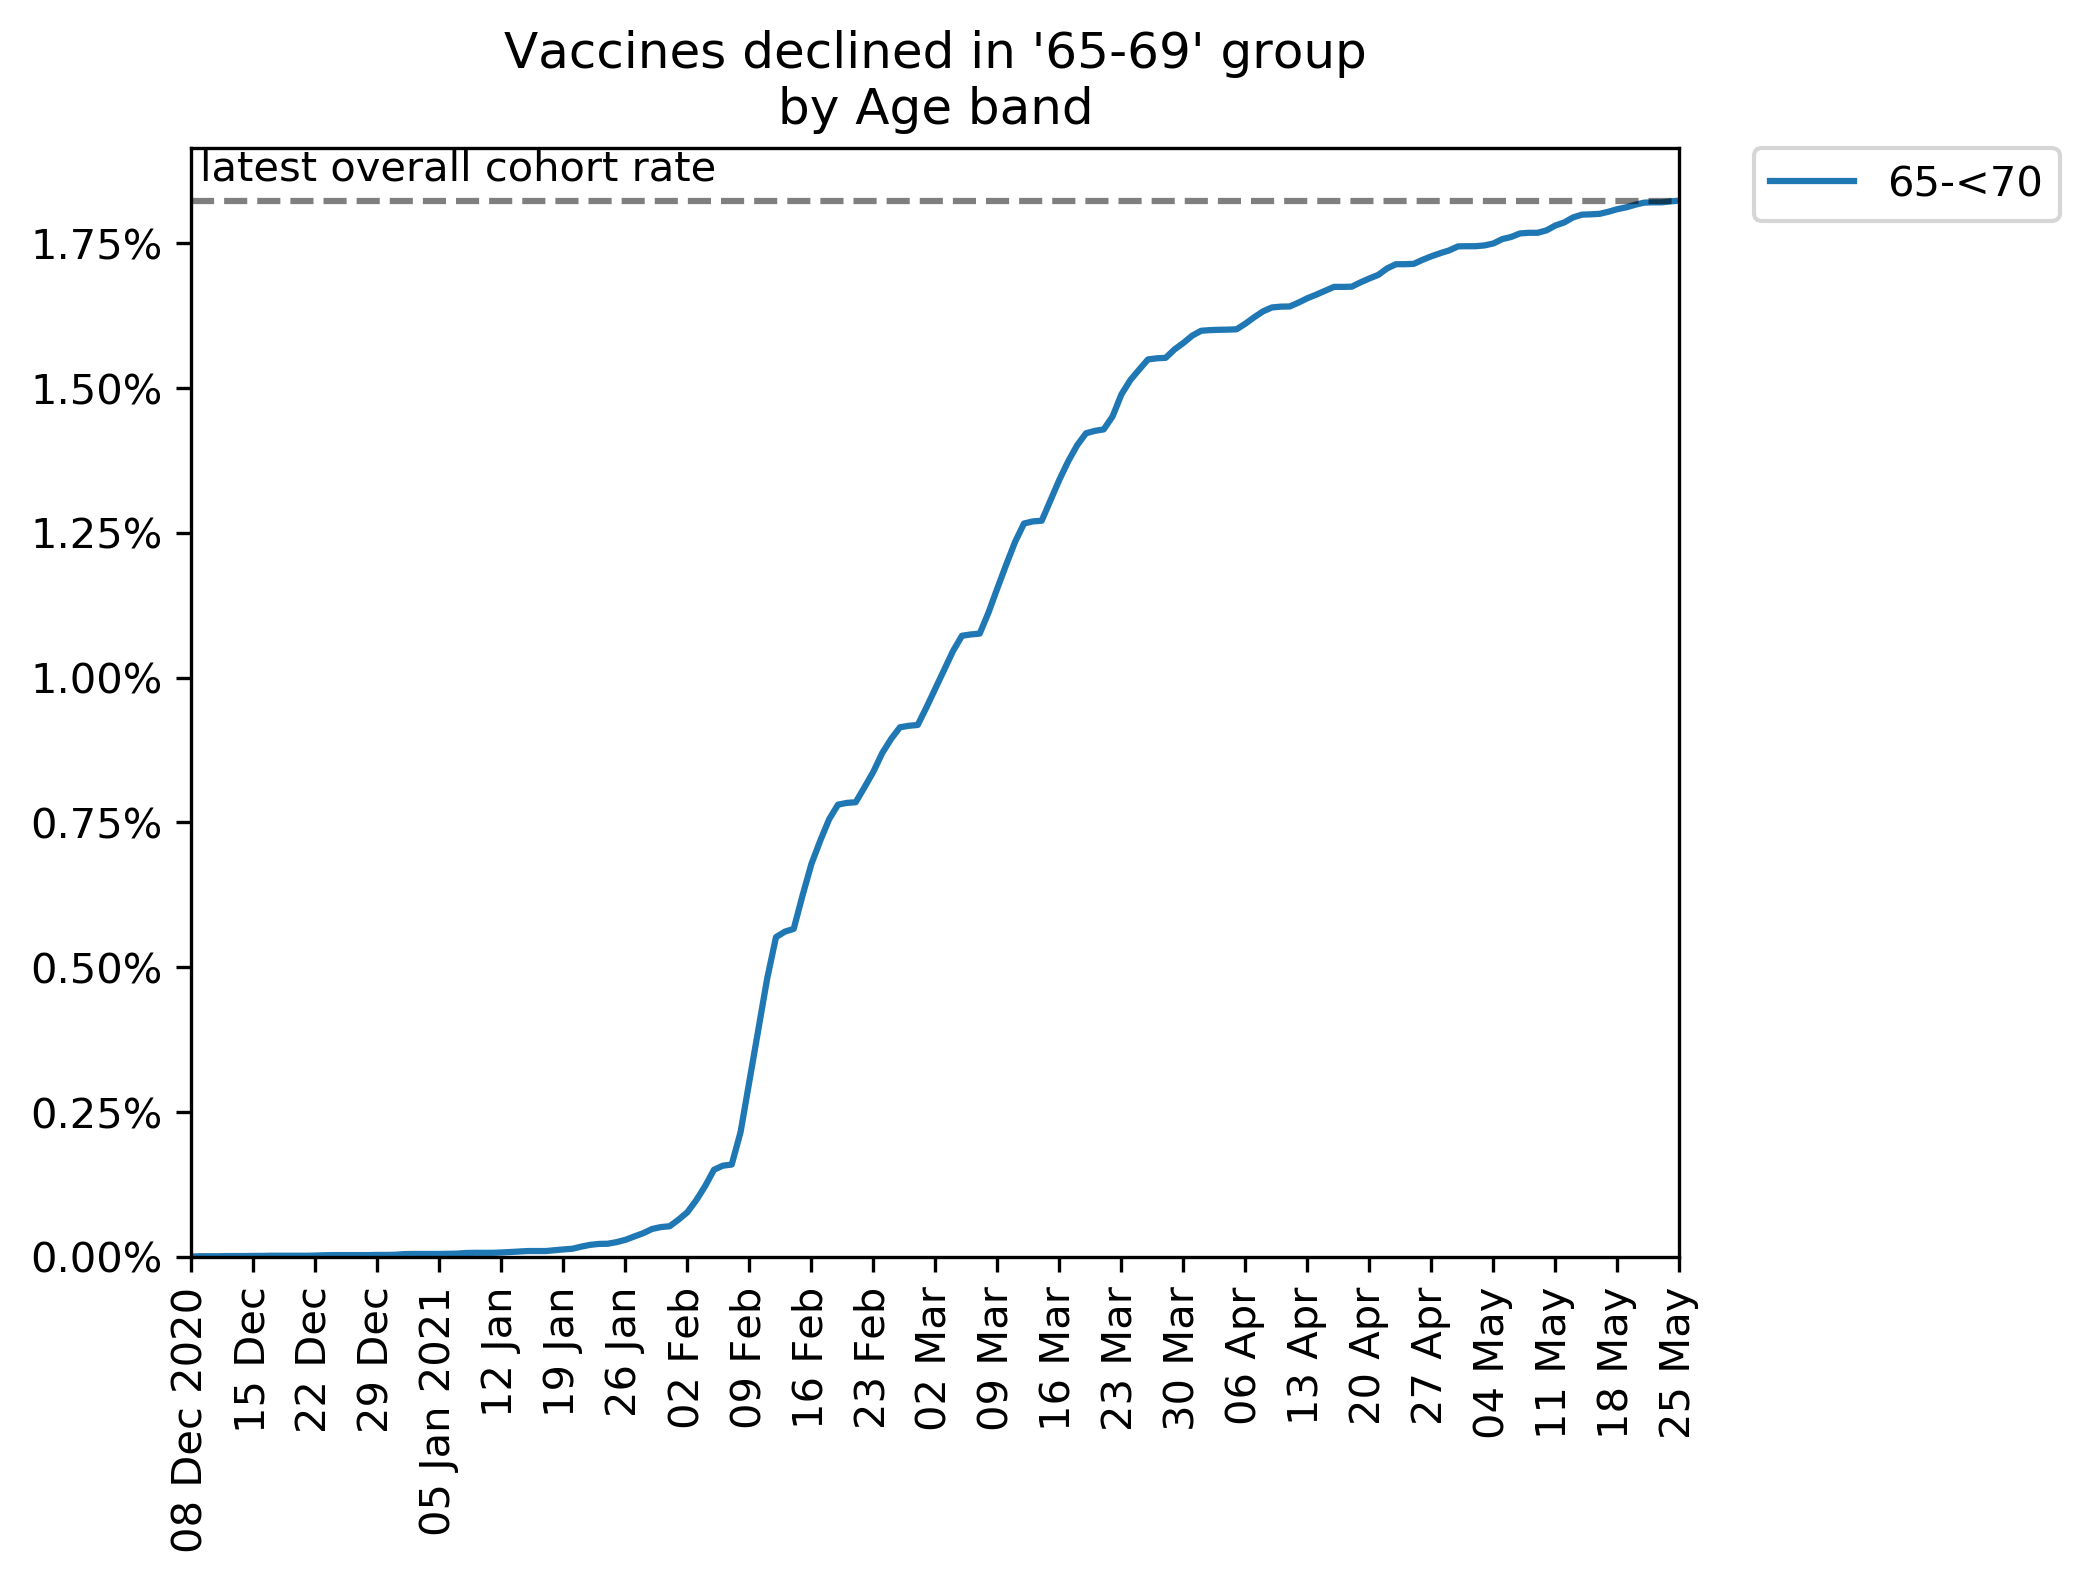 Vaccines declined in '65-69' group
by Age band
latest overall cohort rate
65-<70
1.75%
1.50%
1.25%
1.00%
0.75%
0.50%
0.25%
0.00%
08 Dec 2020
15 Dec
22 Dec
29 Dec
05 Jan 2021
12 Jan
19 Jan
26 Jan
02 Feb
09 Feb
16 Feb
23 Feb
02 Mar
09 Mar
16 Mar
23 Mar
30 Mar
06 Apr
13 Apr
20 Apr
27 Apr
04 May
11 May
18 May
25 May